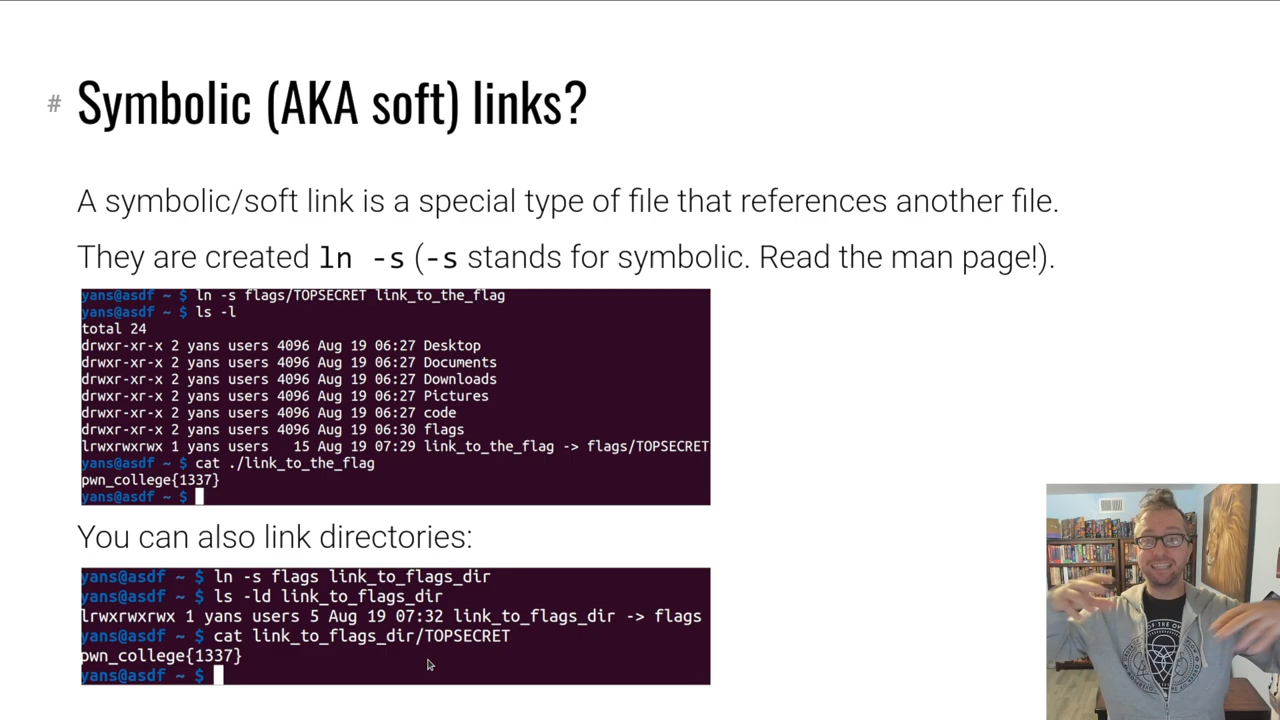 # Symbolic (AKA soft) links?
A symbolic/soft link is a special type of file that references another file.
They are created ln -s (-s stands for symbolic. Read the man page!).
yans@asdf ~ $ ln -s flags/TOPSECRET link_to_the_flag
yans@asdf ~ $ ls -l
total 24
drwxr-xr-x 2 yans users 4096 Aug 19 06:27 Desktop
drwxr-xr-x 2 yans users 4096 Aug 19 06:27 Documents
drwxr-xr-x 2 yans users 4096 Aug 19 06:27 Downloads
drwxr-xr-x 2 yans users 4096 Aug 19 06:27 Pictures
drwxr-xr-x 2 yans users 4096 Aug 19 06:27 code
drwxr-xr-x 2 yans users 4096 Aug 19 06:30 flags
lrwxrwxrwx 1 yans users   15 Aug 19 07:29 link_to_the_flag -> flags/TOPSECRET
yans@asdf ~ $ cat ./link_to_the_flag
pwn_college{1337}
yans@asdf ~ $
You can also link directories:
yans@asdf ~ $ ln -s flags link_to_flags_dir
yans@asdf ~ $ ls -ld link_to_flags_dir
lrwxrwxrwx 1 yans users 5 Aug 19 07:32 link_to_flags_dir -> flags
yans@asdf ~ $ cat link_to_flags_dir/TOPSECRET
pwn_college{1337}
yans@asdf ~ $